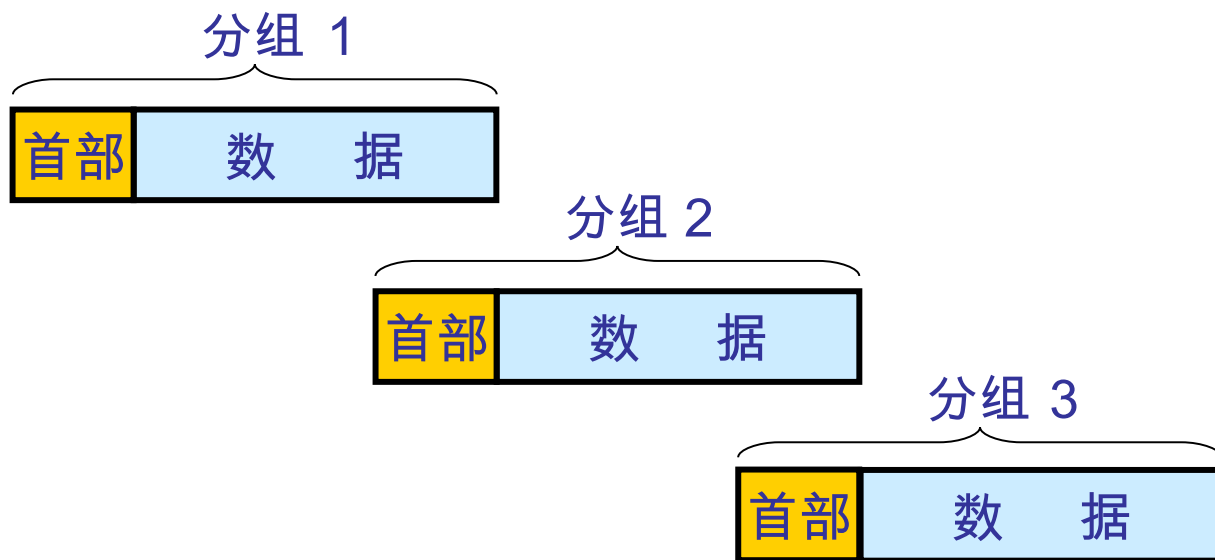 分组 1
首部 数 据
分组 2
首部 数 据
分组 3
首部 数 据